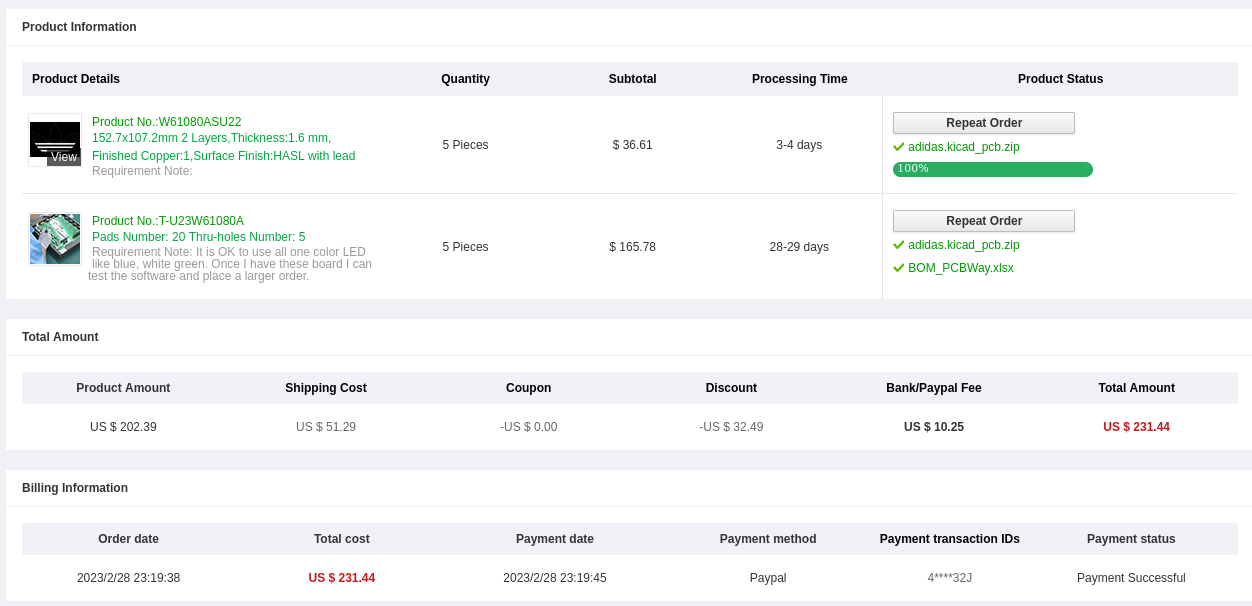 Product Information
Product Details Quantity Subtotal Processing Time Product Status
Product No.:W61080ASU22
152.7x107.2mm 2 Layers,Thickness:1.6 mm,
Finished Copper:1,Surface Finish:HASL with lead
Requirement Note:
View
5 Pieces $ 36.61 3-4 days
Repeat Order
adidas.kicad_pcb.zip
100%
Product No.:T-U23W61080A
Pads Number: 20 Thru-holes Number: 5
Requirement Note: It is OK to use all one color LED
like blue, white green. Once I have these board I can
test the software and place a larger order.
5 Pieces $ 165.78 28-29 days
Repeat Order
adidas.kicad_pcb.zip
BOM_PCBWay.xlsx
Total Amount
Product Amount Shipping Cost Coupon Discount Bank/Paypal Fee Total Amount
US $ 202.39 US $ 51.29 -US $ 0.00 -US $ 32.49 US $ 10.25 US $ 231.44
Billing Information
Order date Total cost Payment date Payment method Payment transaction IDs Payment status
2023/2/28 23:19:38 US $ 231.44 2023/2/28 23:19:45 Paypal 4****32J Payment Successful